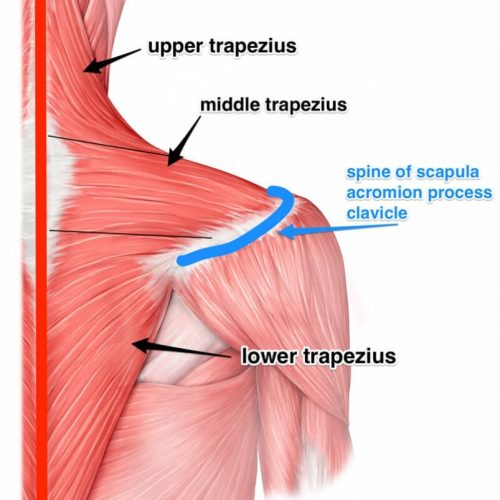 upper trapezius
middle trapezius
spine of scapula
acromion process
clavicle
lower trapezius